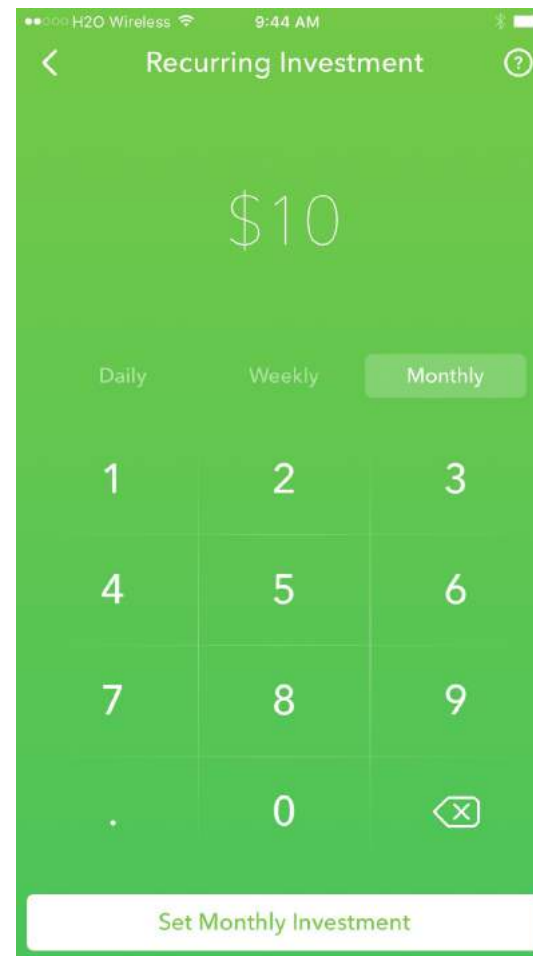 H2O Wireless 9:44 AM
Recurring Investment ?
$10
Daily Weekly Monthly
1 2 3
4 5 6
7 8 9
. 0
Set Monthly Investment